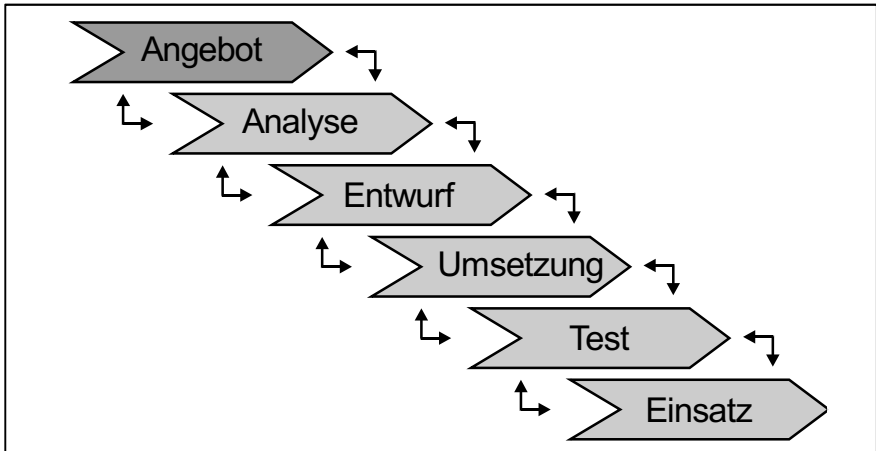 Angebot
Analyse
Entwurf
Umsetzung
Test
Einsatz